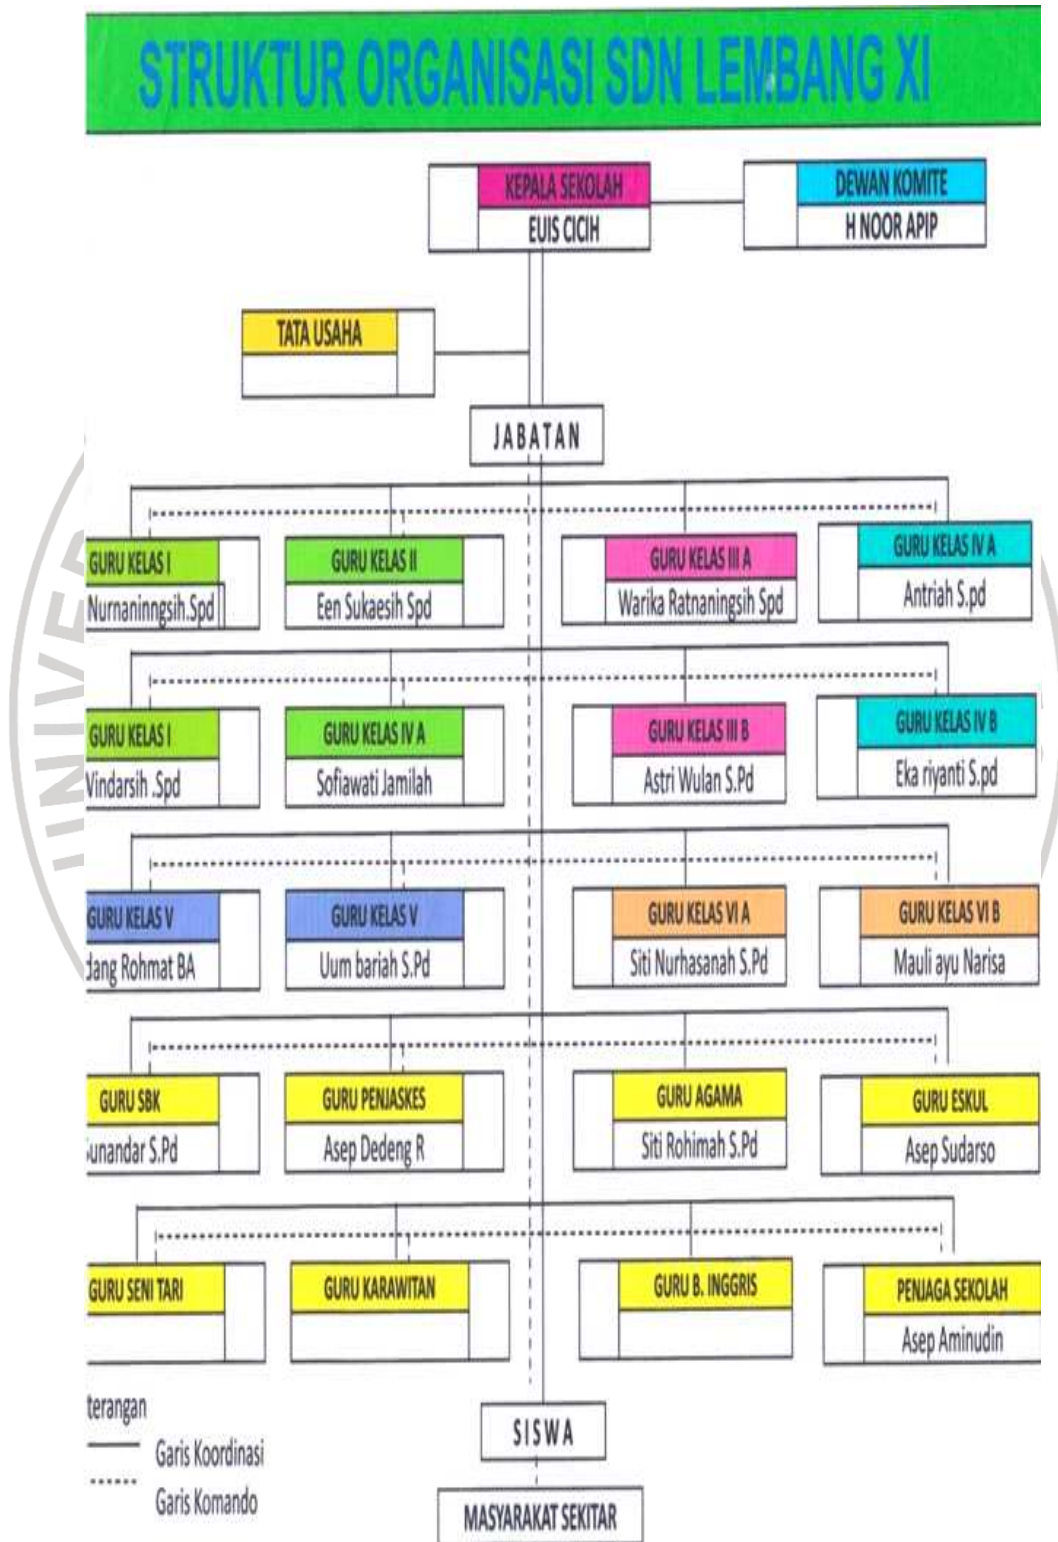 STRUKTUR ORGANISASI SDN LEMBANG XI
KEPALA SEKOLAH
EUIS CICIH
DEWAN KOMITE
H NOOR APIP
TATA USAHA
JABATAN
GURU KELAS I
Nurnaninngsih.Spd
GURU KELAS II
Een Sukaesih Spd
GURU KELAS III A
Warika Ratnaningsih Spd
GURU KELAS IV A
Antriah S.pd
GURU KELAS I
Vindarsih .Spd
GURU KELAS IV A
Sofiawati Jamilah
GURU KELAS III B
Astri Wulan S.Pd
GURU KELAS IV B
Eka riyanti S.pd
GURU KELAS V
dang Rohmat BA
GURU KELAS V
Uum bariah S.Pd
GURU KELAS VI A
Siti Nurhasanah S.Pd
GURU KELAS VI B
Mauli ayu Narisa
GURU SBK
unandar S.Pd
GURU PENJASKES
Asep Dedeng R
GURU AGAMA
Siti Rohimah S.Pd
GURU ESKUL
Asep Sudarso
GURU SENI TARI
GURU KARAWITAN
GURU B. INGGRIS
PENJAGA SEKOLAH
Asep Aminudin
terangan
Garis Koordinasi
Garis Komando
SISWA
MASYARAKAT SEKITAR